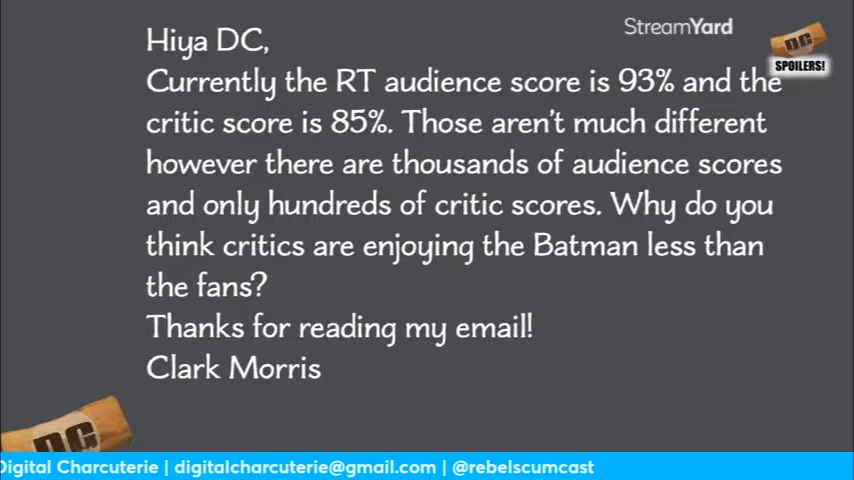 StreamYard
DC
SPOILERS!
Hiya DC,
Currently the RT audience score is 93% and the
critic score is 85%. Those aren't much different
however there are thousands of audience scores
and only hundreds of critic scores. Why do you
think critics are enjoying the Batman less than
the fans?
Thanks for reading my email!
Clark Morris
DC
Digital Charcuterie | digitalcharcuterie@gmail.com | @rebelscumcast